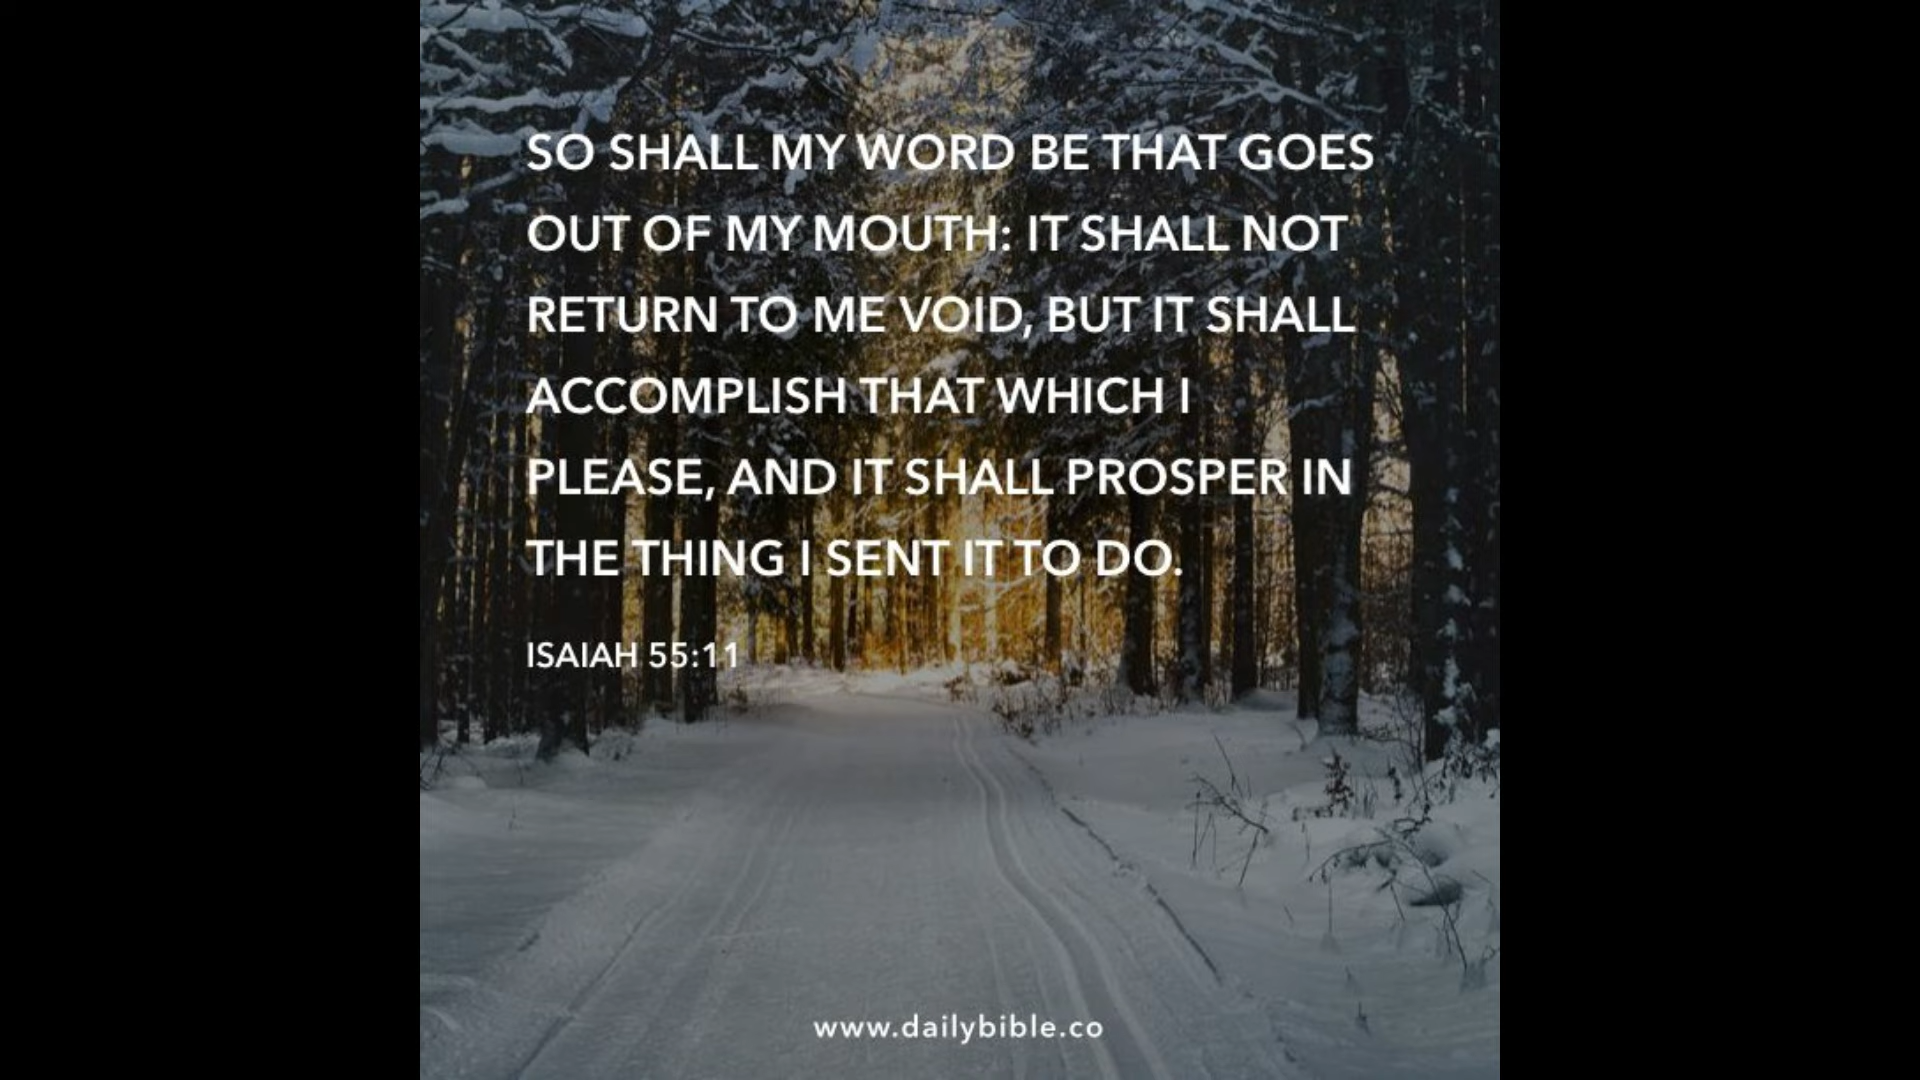 SO SHALL MY WORD BE THAT GOES
OUT OF MY MOUTH: IT SHALL NOT
RETURN TO ME VOID, BUT IT SHALL
ACCOMPLISH THAT WHICH I
PLEASE, AND IT SHALL PROSPER IN
THE THING I SENT IT TO DO.
ISAIAH 55:11
www.dailybible.co